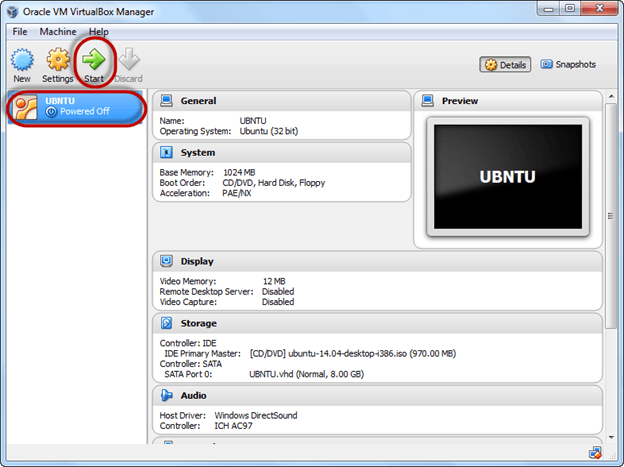 Oracle VM VirtualBox Manager
File Machine Help
New Settings Start Discard
Details Snapshots
UBNTU
Powered Off
General
Name: UBNTU
Operating System: Ubuntu (32 bit)
System
Base Memory: 1024 MB
Boot Order: CD/DVD, Hard Disk, Floppy
Acceleration: PAE/NX
Preview
UBNTU
Display
Video Memory: 12 MB
Remote Desktop Server: Disabled
Video Capture: Disabled
Storage
Controller: IDE
IDE Primary Master: [CD/DVD] ubuntu-14.04-desktop-i386.iso (970.00 MB)
Controller: SATA
SATA Port 0: UBNTU.vhd (Normal, 8.00 GB)
Audio
Host Driver: Windows DirectSound
Controller: ICH AC97